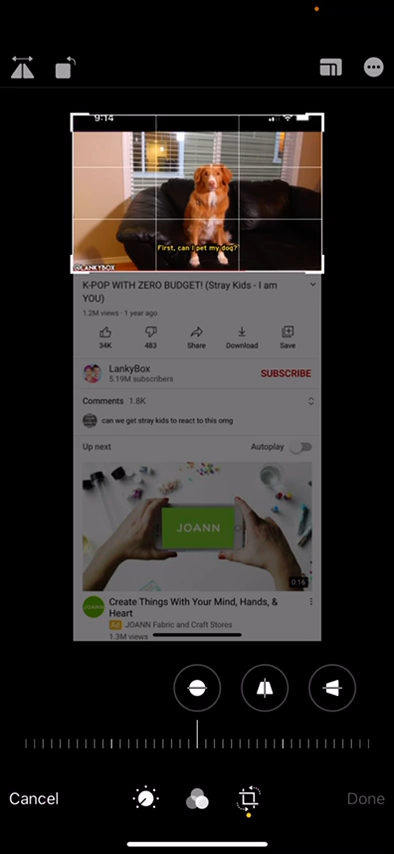 9:14
First, can I pet my dog?
@LANKYBOX
K-POP WITH ZERO BUDGET! (Stray Kids - I am
YOU)
1.2M views · 1 year ago
34K
483
Share
Download
Save
LankyBox
5.19M subscribers
SUBSCRIBE
Comments 1.8K
can we get stray kids to react to this omg
Up next
Autoplay
JOANN
0:16
JOANN
Create Things With Your Mind, Hands, &
Heart
Ad JOANN Fabric and Craft Stores
1.3M views
Cancel
Done